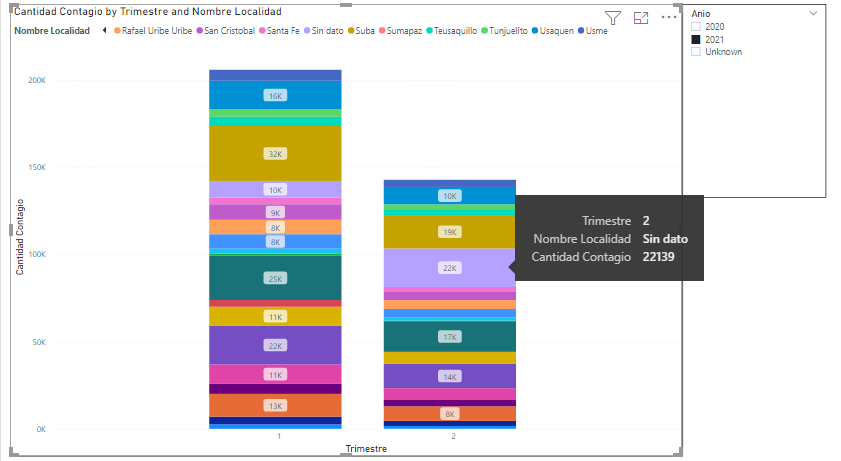 Cantidad Contagio by Trimestre and Nombre Localidad
Nombre Localidad Rafael Uribe Uribe San Cristobal Santa Fe Sin dato Suba Sumapaz Teusaquillo Tunjuelito Usaquen Usme
Anio
2020
2021
Unknown
Cantidad Contagio
200K
150K
100K
50K
0K
16K
32K
10K
9K
8K
8K
25K
11K
22K
11K
13K
10K
19K
22K
17K
14K
8K
Trimestre 2
Nombre Localidad Sin dato
Cantidad Contagio 22139
1
2
Trimestre